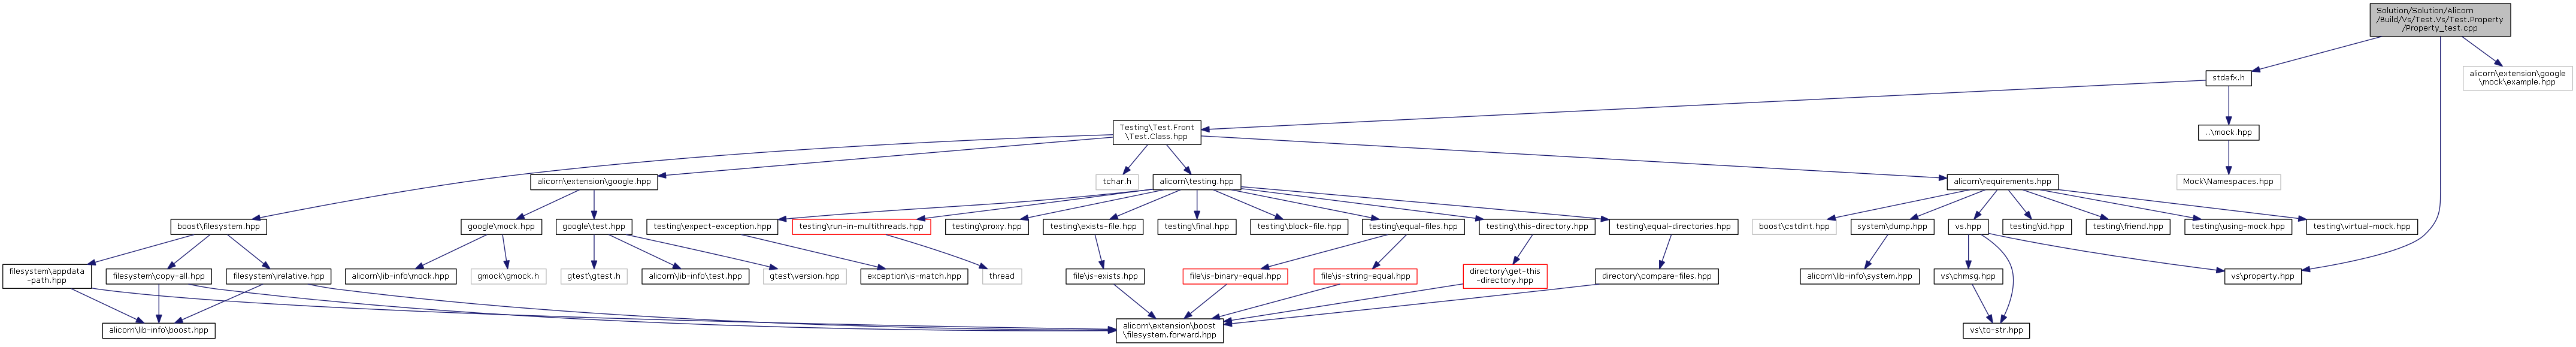 Solution/Solution/Alicorn
/Build/Vs/Test.Vs/Test.Property
/Property_test.cpp
stdafx.h
alicorn\extension\google
\mock\example.hpp
Testing\Test.Front
\Test.Class.hpp
..\mock.hpp
alicorn\extension\google.hpp
tchar.h
alicorn\testing.hpp
alicorn\requirements.hpp
Mock\Namespaces.hpp
boost\filesystem.hpp
google\mock.hpp
google\test.hpp
testing\expect-exception.hpp
testing\run-in-multithreads.hpp
testing\proxy.hpp
testing\exists-file.hpp
testing\final.hpp
testing\block-file.hpp
testing\equal-files.hpp
testing\this-directory.hpp
testing\equal-directories.hpp
boost\cstdint.hpp
system\dump.hpp
vs.hpp
testing\id.hpp
testing\friend.hpp
testing\using-mock.hpp
testing\virtual-mock.hpp
filesystem\appdata
-path.hpp
filesystem\copy-all.hpp
filesystem\relative.hpp
alicorn\lib-info\mock.hpp
gmock\gmock.h
gtest\gtest.h
alicorn\lib-info\test.hpp
gtest\version.hpp
exception\is-match.hpp
thread
file\is-exists.hpp
file\is-binary-equal.hpp
file\is-string-equal.hpp
directory\get-this
-directory.hpp
directory\compare-files.hpp
alicorn\lib-info\system.hpp
vs\chmsg.hpp
vs\property.hpp
alicorn\lib-info\boost.hpp
alicorn\extension\boost
\filesystem.forward.hpp
vs\to-str.hpp